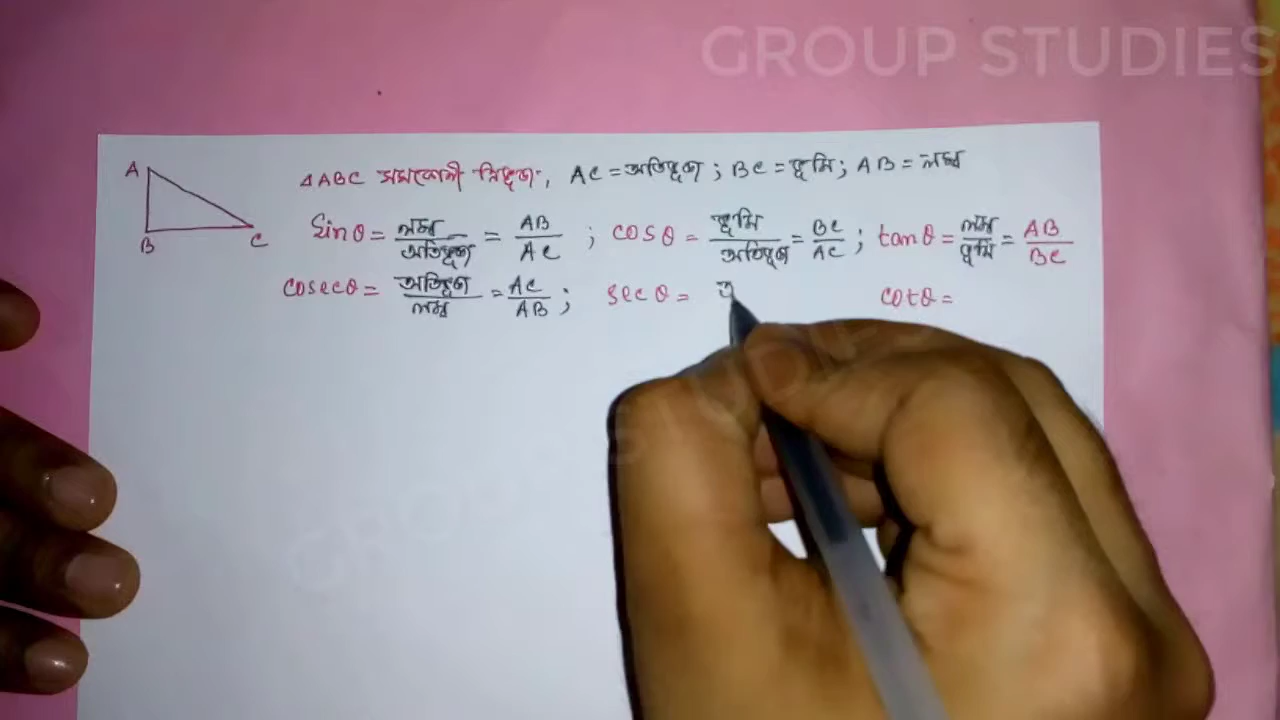 GROUP STUDIES
A
B
C
ΔABC সমকোণী ত্রিভুজ, AC = অতিভুজ ; BC = ভূমি ; AB = লম্ব
Sinθ = লম্ব/অতিভুজ = AB/AC ; cosθ = ভূমি/অতিভুজ = BC/AC ; tanθ = লম্ব/ভূমি = AB/BC
cosecθ = অতিভুজ/লম্ব = AC/AB ; secθ = cotθ =